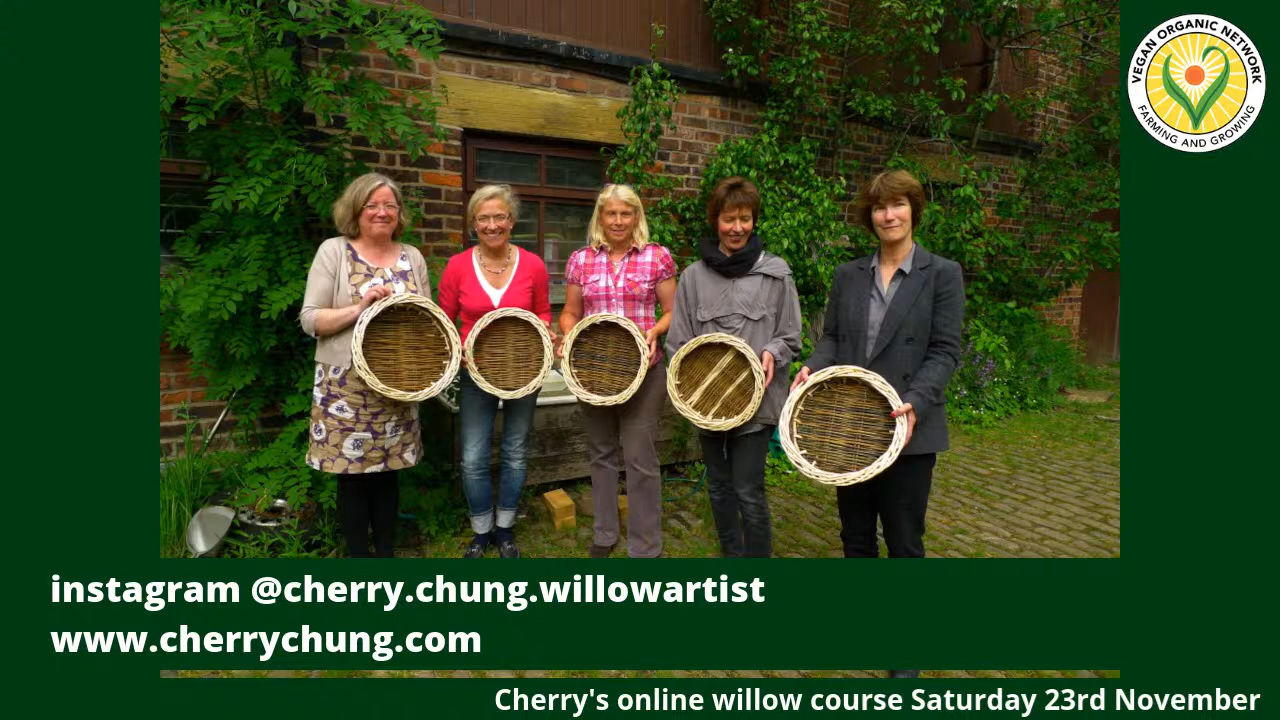 VEGAN ORGANIC NETWORK
FARMING AND GROWING
instagram @cherry.chung.willowartist
www.cherrychung.com
Cherry's online willow course Saturday 23rd November